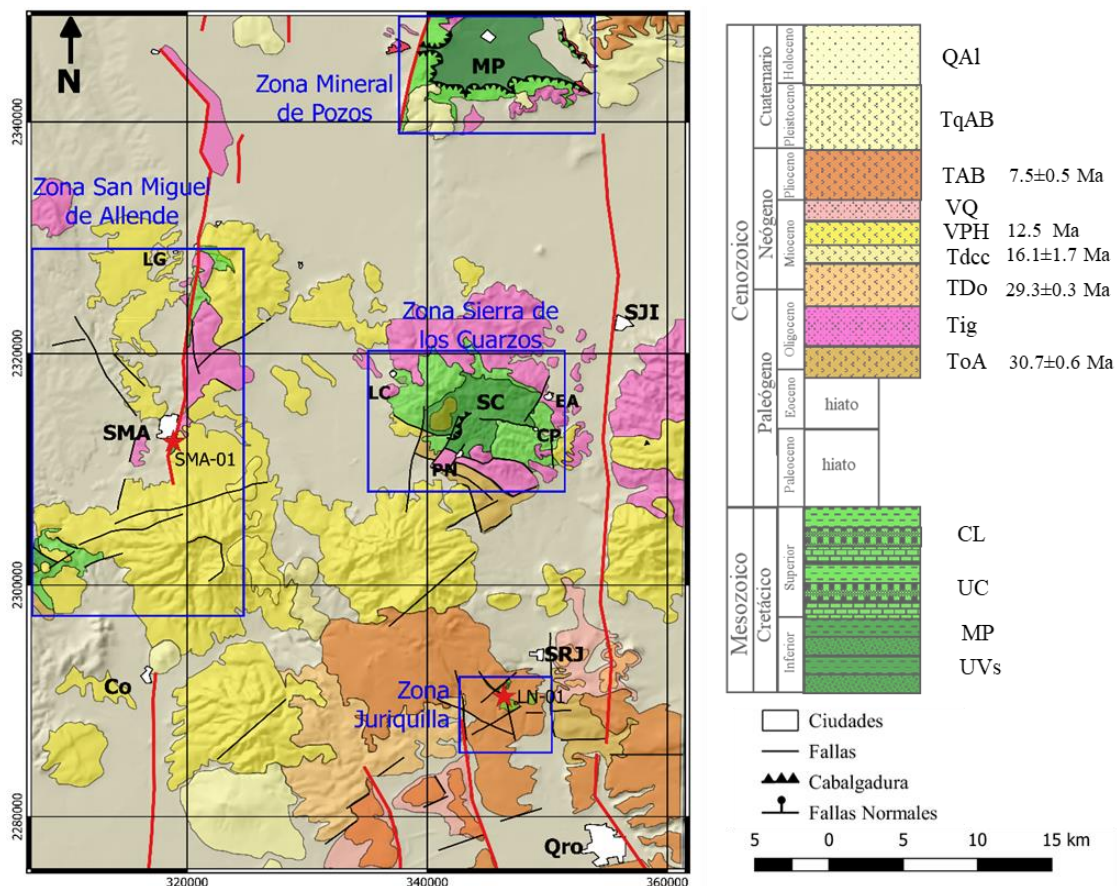 N
MP
Zona Mineral
de Pozos
2340000
Zona San Miguel
de Allende
LG
SJI
Zona Sierra de
los Cuarzos
2320000
LC
SC
EA
SMA
CP
SMA-01
PN
2300000
SRJ
Co
Zona
Juriquilla
LN-01
2280000
Qro
320000
340000
360000
Cenozoico
Mesozoico
Cuaternario
Neógeno
Paleógeno
Cretácico
Holoceno
Pleistoceno
Plioceno
Mioceno
Oligoceno
Eoceno
Paleoceno
Superior
Inferior
hiato
hiato
QAl
TqAB
TAB 7.5±0.5 Ma
VQ
VPH 12.5 Ma
Tdcc 16.1±1.7 Ma
TDo 29.3±0.3 Ma
Tig
ToA 30.7±0.6 Ma
CL
UC
MP
UVs
Ciudades
Fallas
Cabalgadura
Fallas Normales
5 0 5 10 15 km